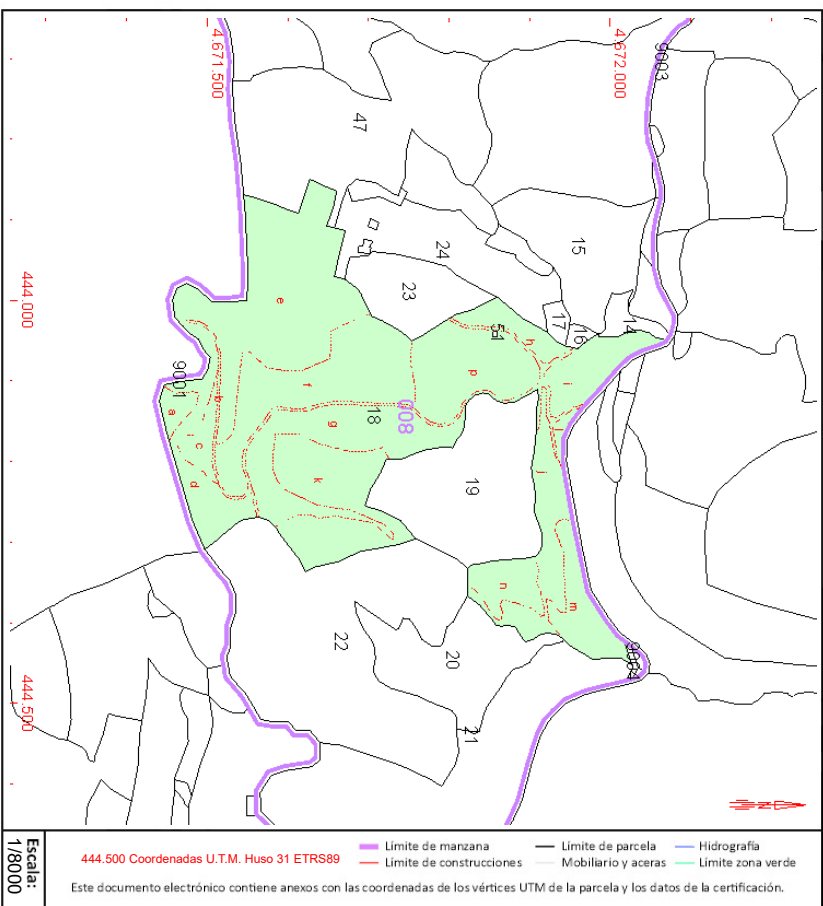 4.671.500
4.672.000
9003
47
15
24
23
444.000
e
14
17
16
51
h
i
p
f
9001
b
a
18
008
g
c
d
k
19
j
l
n
m
22
20
9004
444.500
21
Escala:
1/8000
444.500 Coordenadas U.T.M. Huso 31 ETRS89
Límite de manzana
Límite de parcela
Hidrografía
Límite de construcciones
Mobiliario y aceras
Límite zona verde
Este documento electrónico contiene anexos con las coordenadas de los vértices UTM de la parcela y los datos de la certificación.